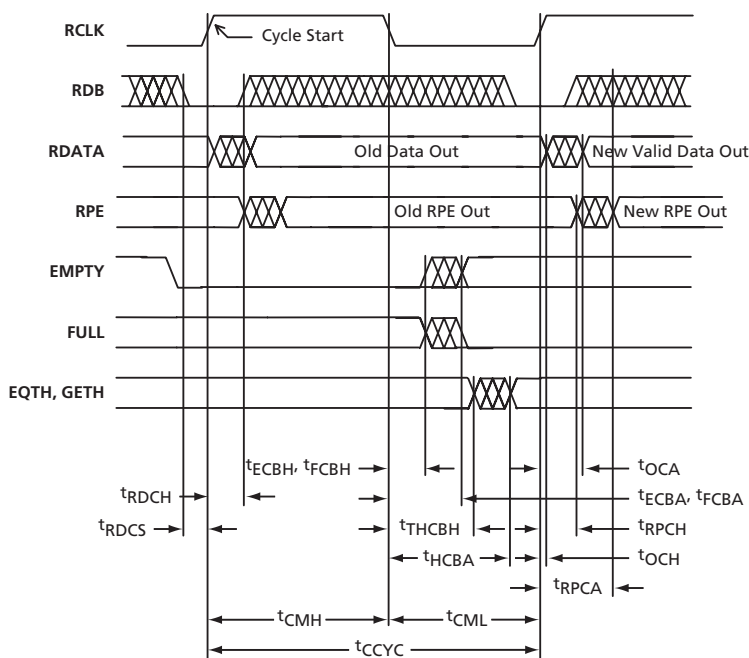 RCLK
Cycle Start
RDB
RDATA
Old Data Out
New Valid Data Out
RPE
Old RPE Out
New RPE Out
EMPTY
FULL
EQTH, GETH
tECBH, tFCBH
tOCA
tRDCH
tECBA, tFCBA
tRDCS
tTHCBH
tRPCH
tHCBA
tOCH
tRPCA
tCMH
tCML
tCCYC